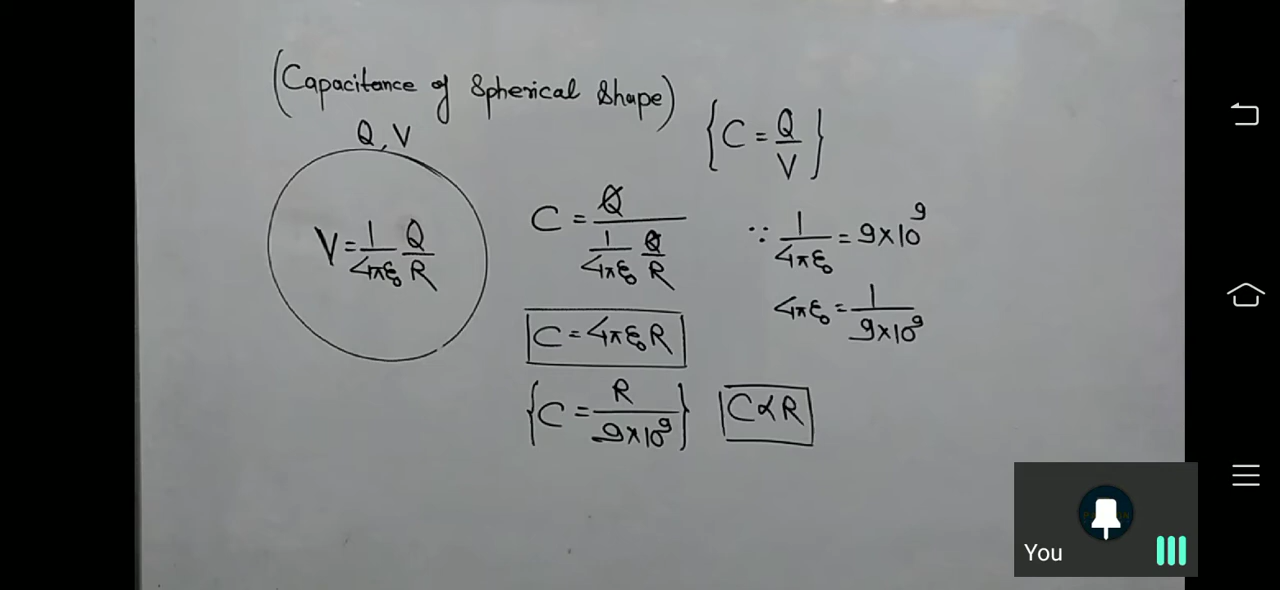 (Capacitance of Spherical Shape)
{C = Q/V}
Q, V
V = 1/4πε₀ Q/R
C = Q / (1/4πε₀ Q/R)
∵ 1/4πε₀ = 9×10⁹
4πε₀ = 1/9×10⁹
C = 4πε₀R
{C = R/9×10⁹}
C ∝ R
You